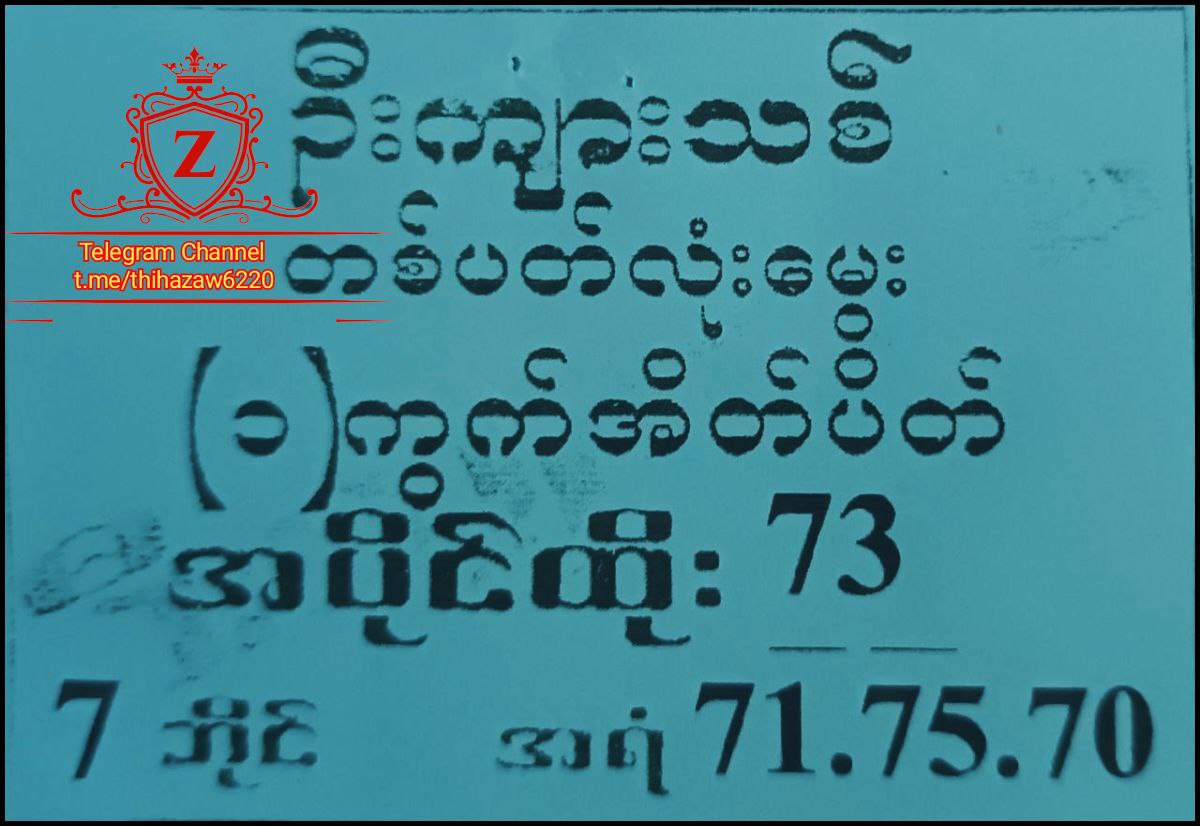 ဦးကျားသစ်
Z
Telegram Channel
t.me/thihazaw6220
တစ်ပတ်လုံးမွေး
(၁)ကွက်အိတ်ပိုတ်
အပိုင်ထိုး 73
7 ဘိုင် အရံ 71.75.70